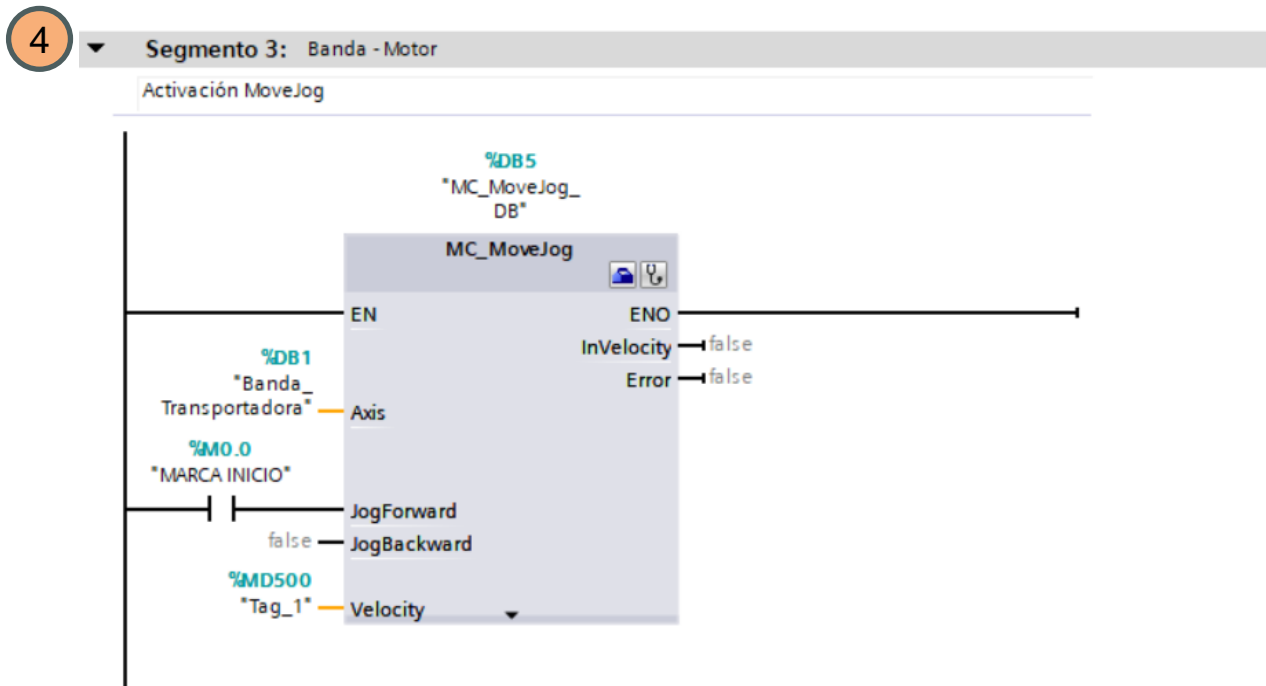 4
Segmento 3: Banda - Motor
Activación MoveJog
%DB5
"MC_MoveJog_
DB"
MC_MoveJog
EN ENO
InVelocity false
%DB1
"Banda_
Error false
Transportadora" Axis
%M0.0
"MARCA INICIO"
JogForward
false JogBackward
%MD500
"Tag_1" Velocity